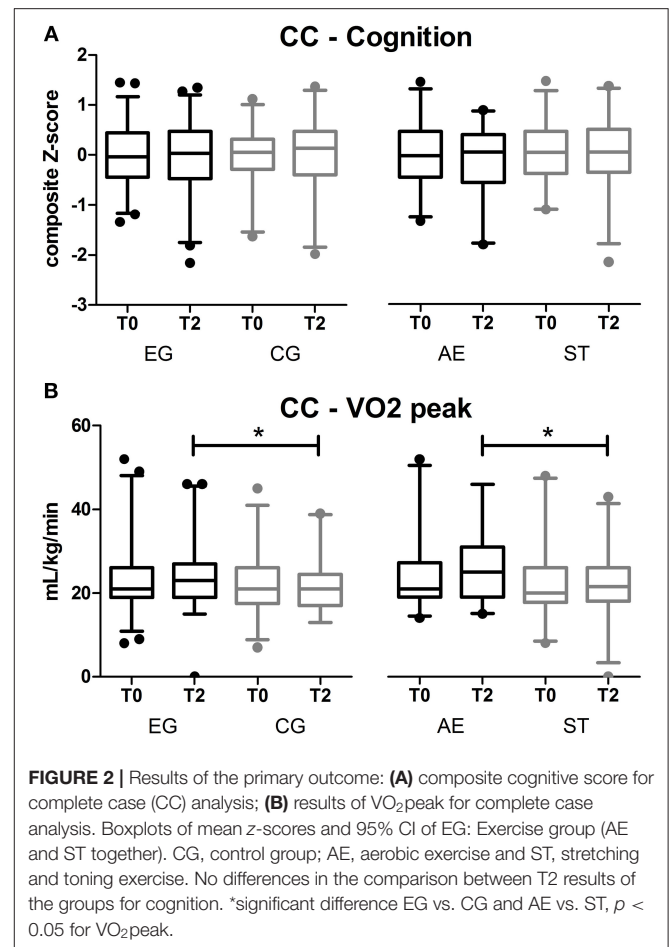 A
CC - Cognition
composite Z-score
2
1
0
-1
-2
-3
T0 T2 T0 T2 T0 T2 T0 T2
EG CG AE ST
B
CC - VO2 peak
mL/kg/min
60
40
20
0
* *
T0 T2 T0 T2 T0 T2 T0 T2
EG CG AE ST
FIGURE 2 | Results of the primary outcome: (A) composite cognitive score for
complete case (CC) analysis; (B) results of VO₂peak for complete case
analysis. Boxplots of mean z-scores and 95% CI of EG: Exercise group (AE
and ST together). CG, control group; AE, aerobic exercise and ST, stretching
and toning exercise. No differences in the comparison between T2 results of
the groups for cognition. *significant difference EG vs. CG and AE vs. ST, p <
0.05 for VO₂peak.